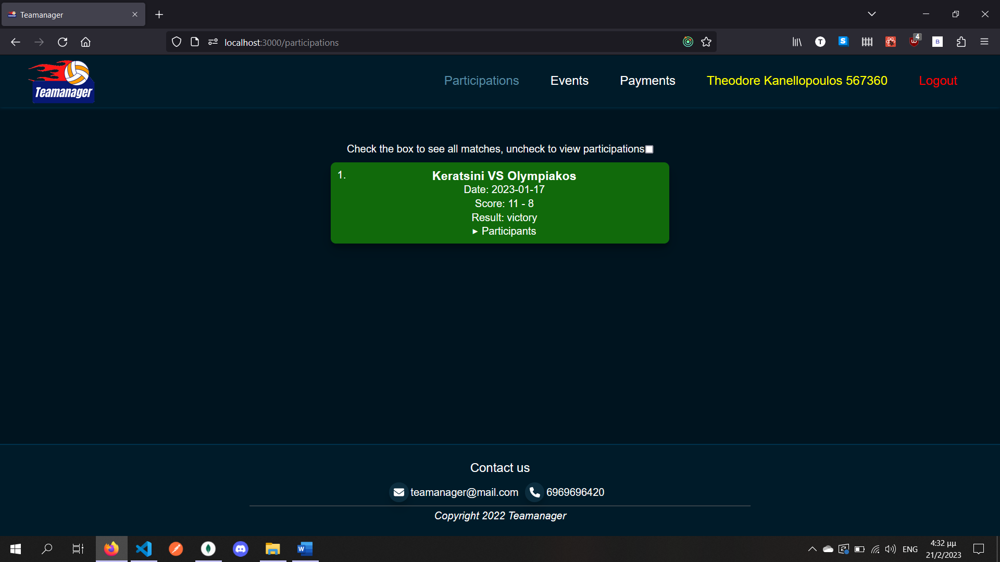 Teamanager
localhost:3000/participations
T
S
4
B
Teamanager
Participations
Events
Payments
Theodore Kanellopoulos 567360
Logout
Check the box to see all matches, uncheck to view participations
1.
Keratsini VS Olympiakos
Date: 2023-01-17
Score: 11 - 8
Result: victory
▸ Participants
Contact us
teamanager@mail.com
6969696420
Copyright 2022 Teamanager
W
ENG
4:32 μμ
21/2/2023